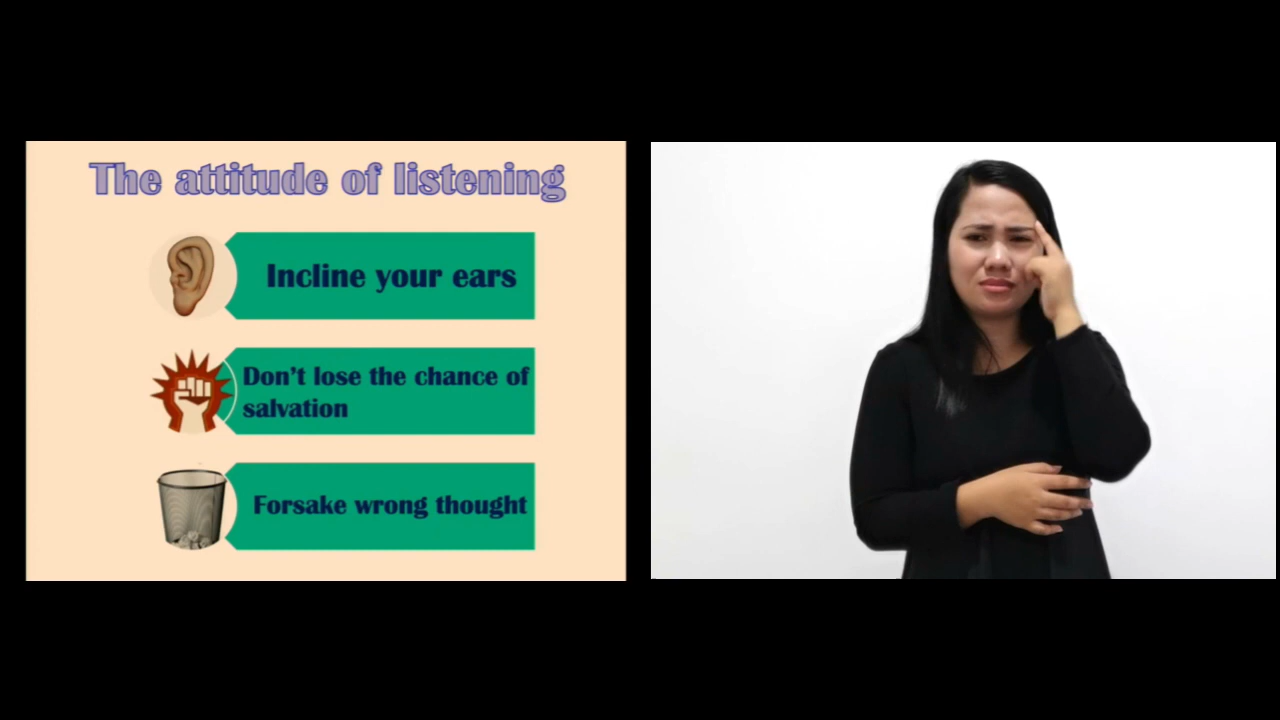 The attitude of listening
Incline your ears
Don't lose the chance of
salvation
Forsake wrong thought